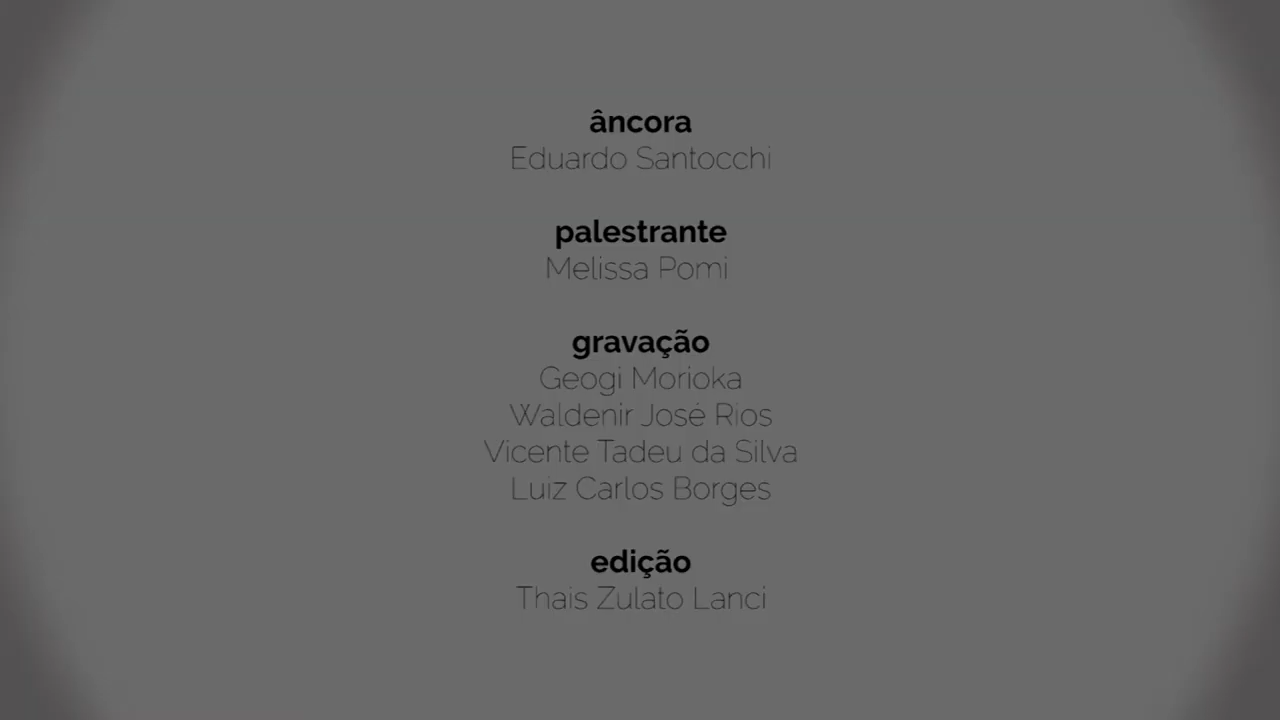 âncora
Eduardo Santocchi
palestrante
Melissa Pomi
gravação
Geogi Morioka
Waldenir José Rios
Vicente Tadeu da Silva
Luiz Carlos Borges
edição
Thais Zulato Lanci